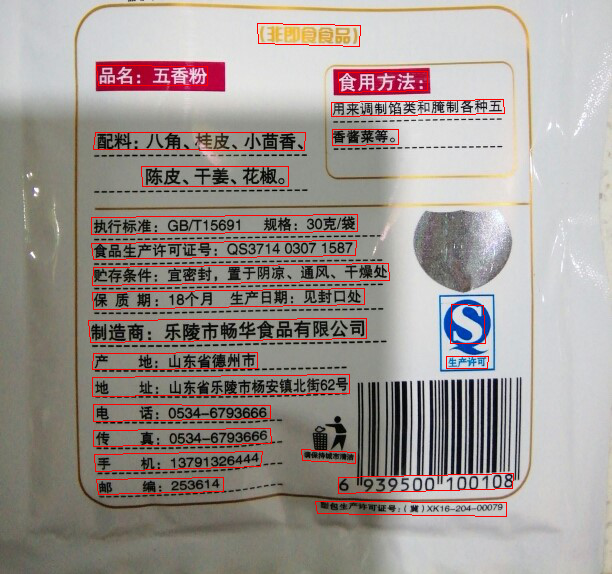 (非即食食品)
品名：五香粉
食用方法：
用来调制馅类和腌制各种五
香酱菜等。
配料：八角、桂皮、小茴香、
陈皮、干姜、花椒。
执行标准：GB/T15691 规格：30克/袋
食品生产许可证号：QS3714 0307 1587
贮存条件：宜密封，置于阴凉、通风、干燥处
保质期：18个月 生产日期：见封口处
制造商：乐陵市畅华食品有限公司
产 地：山东省德州市
地 址：山东省乐陵市杨安镇北街62号
电 话：0534-6793666
传 真：0534-6793666
手 机：13791326444
邮 编：253614
S
生产许可
请保持城市清洁
6 939500 100108
面包生产许可证号：(冀) XK16-204-00079